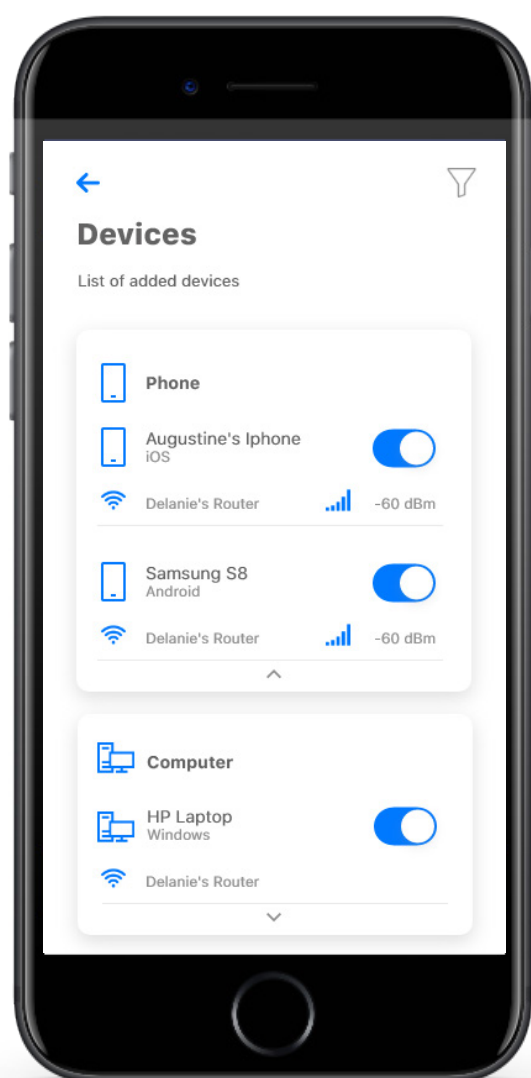 Devices
List of added devices
Phone
Augustine's Iphone
iOS
Delanie's Router -60 dBm
Samsung S8
Android
Delanie's Router -60 dBm
Computer
HP Laptop
Windows
Delanie's Router